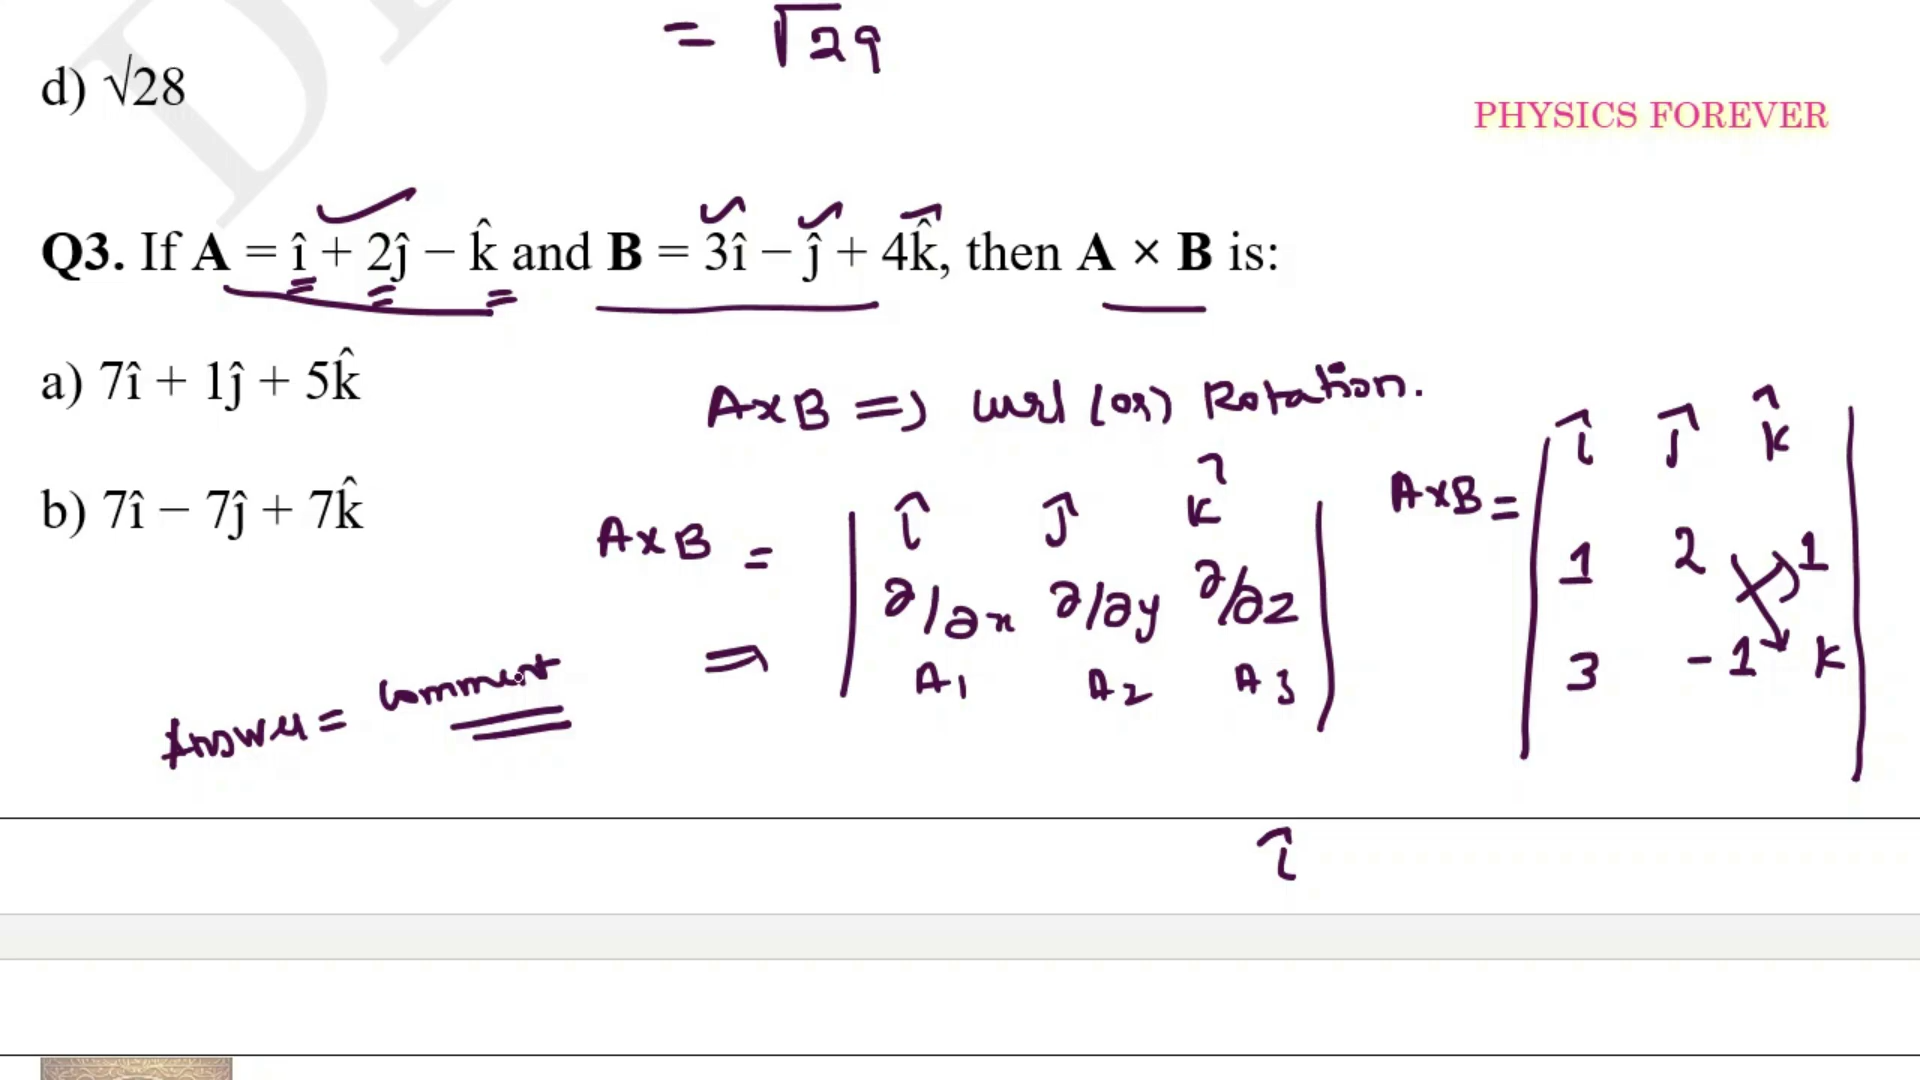 = √29
d) √28
PHYSICS FOREVER
Q3. If A = î + 2ĵ − k̂ and B = 3î − ĵ + 4k̂, then A × B is:
a) 7î + 1ĵ + 5k̂
A×B => curl (or) Rotation.
b) 7î − 7ĵ + 7k̂
A×B =
î ĵ k̂
∂/∂x ∂/∂y ∂/∂z
A1 A2 A3
=>
A×B =
î ĵ k̂
1 2 1
3 -1 k
Answer = comment
î